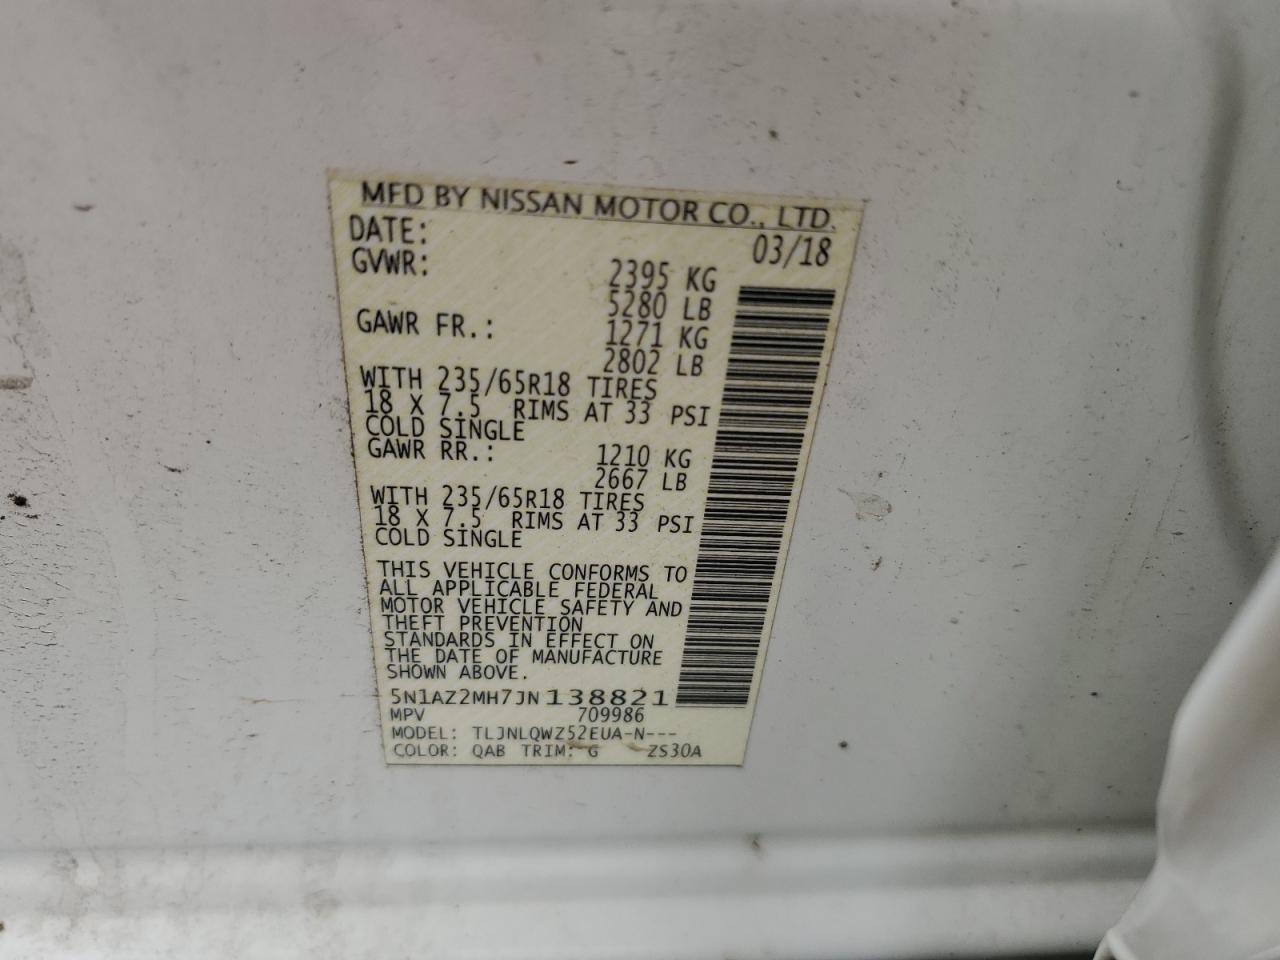 MFD BY NISSAN MOTOR CO., LTD.
DATE: 03/18
GVWR: 2395 KG
5280 LB
GAWR FR.: 1271 KG
2802 LB
WITH 235/65R18 TIRES
18 X 7.5 RIMS AT 33 PSI
COLD SINGLE
GAWR RR.: 1210 KG
2667 LB
WITH 235/65R18 TIRES
18 X 7.5 RIMS AT 33 PSI
COLD SINGLE
THIS VEHICLE CONFORMS TO
ALL APPLICABLE FEDERAL
MOTOR VEHICLE SAFETY AND
THEFT PREVENTION
STANDARDS IN EFFECT ON
THE DATE OF MANUFACTURE
SHOWN ABOVE.
5N1AZ2MH7JN138821
MPV 709986
MODEL: TLJNLQWZ52EUA-N---
COLOR: QAB TRIM: G ZS30A